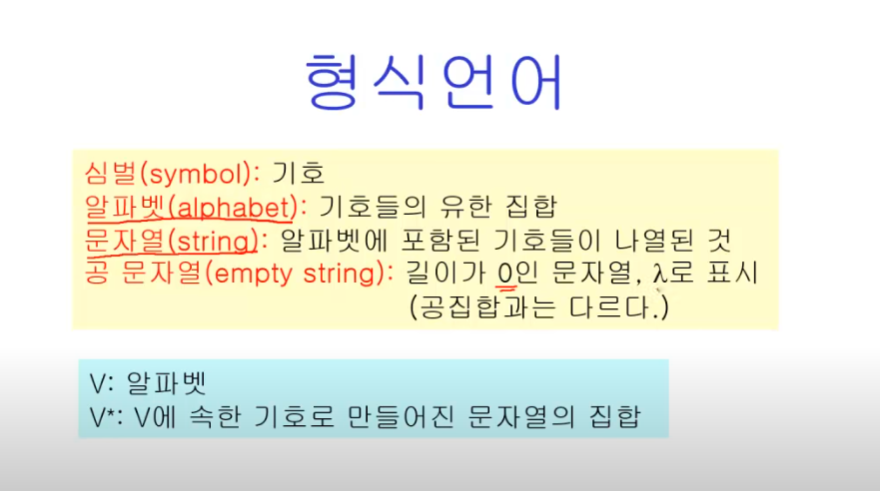 형식언어
심벌(symbol): 기호
알파벳(alphabet): 기호들의 유한 집합
문자열(string): 알파벳에 포함된 기호들이 나열된 것
공 문자열(empty string): 길이가 0인 문자열, λ로 표시
(공집합과는 다르다.)
V: 알파벳
V*: V에 속한 기호로 만들어진 문자열의 집합